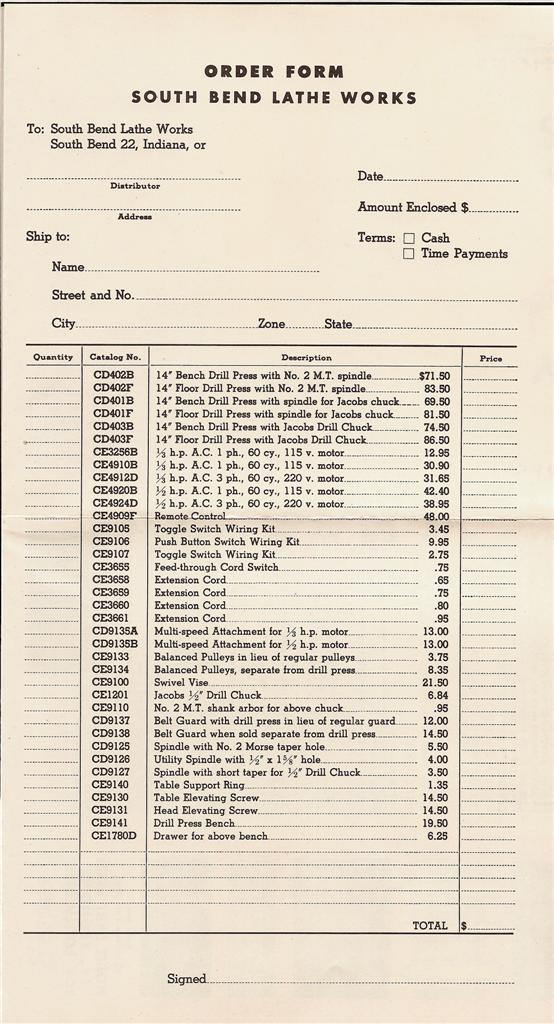 ORDER FORM
SOUTH BEND LATHE WORKS
To: South Bend Lathe Works
South Bend 22, Indiana, or
Distributor
Date
Address
Amount Enclosed $
Ship to:
Terms: ☐ Cash
☐ Time Payments
Name
Street and No.
City Zone State
Quantity Catalog No. Description Price
CD402B 14″ Bench Drill Press with No. 2 M.T. spindle $71.50
CD402F 14″ Floor Drill Press with No. 2 M.T. spindle 83.50
CD401B 14″ Bench Drill Press with spindle for Jacobs chuck 69.50
CD401F 14″ Floor Drill Press with spindle for Jacobs chuck 81.50
CD403B 14″ Bench Drill Press with Jacobs Drill Chuck 74.50
CD403F 14″ Floor Drill Press with Jacobs Drill Chuck 86.50
CE3256B h.p. A.C. 1 ph., 60 cy., 115 v. motor 12.95
CE4910B h.p. A.C. 1 ph., 60 cy., 115 v. motor 30.90
CE4912D h.p. A.C. 3 ph., 60 cy., 220 v. motor 31.65
CE4920B ½ h.p. A.C. 1 ph., 60 cy., 115 v. motor 42.40
CE4924D ½ h.p. A.C. 3 ph., 60 cy., 220 v. motor 38.95
CE4909F Remote Control 48.00
CE9105 Toggle Switch Wiring Kit 3.45
CE9106 Push Button Switch Wiring Kit 9.95
CE9107 Toggle Switch Wiring Kit 2.75
CE3655 Feed-through Cord Switch .75
CE3658 Extension Cord .65
CE3659 Extension Cord .75
CE3660 Extension Cord .80
CE3661 Extension Cord .95
CD9135A Multi-speed Attachment for h.p. motor 13.00
CD9135B Multi-speed Attachment for ½ h.p. motor 13.00
CE9133 Balanced Pulleys in lieu of regular pulleys 3.75
CE9134 Balanced Pulleys, separate from drill press 8.35
CE9100 Swivel Vise 21.50
CE1201 Jacobs ½″ Drill Chuck 6.84
CE9110 No. 2 M.T. shank arbor for above chuck .95
CD9137 Belt Guard with drill press in lieu of regular guard 12.00
CD9138 Belt Guard when sold separate from drill press 14.50
CD9125 Spindle with No. 2 Morse taper hole 5.50
CD9126 Utility Spindle with ½″ x hole 4.00
CD9127 Spindle with short taper for ½″ Drill Chuck 3.50
CE9140 Table Support Ring 1.35
CE9130 Table Elevating Screw 14.50
CE9131 Head Elevating Screw 14.50
CE9141 Drill Press Bench 19.50
CE1780D Drawer for above bench 6.25
TOTAL $
Signed